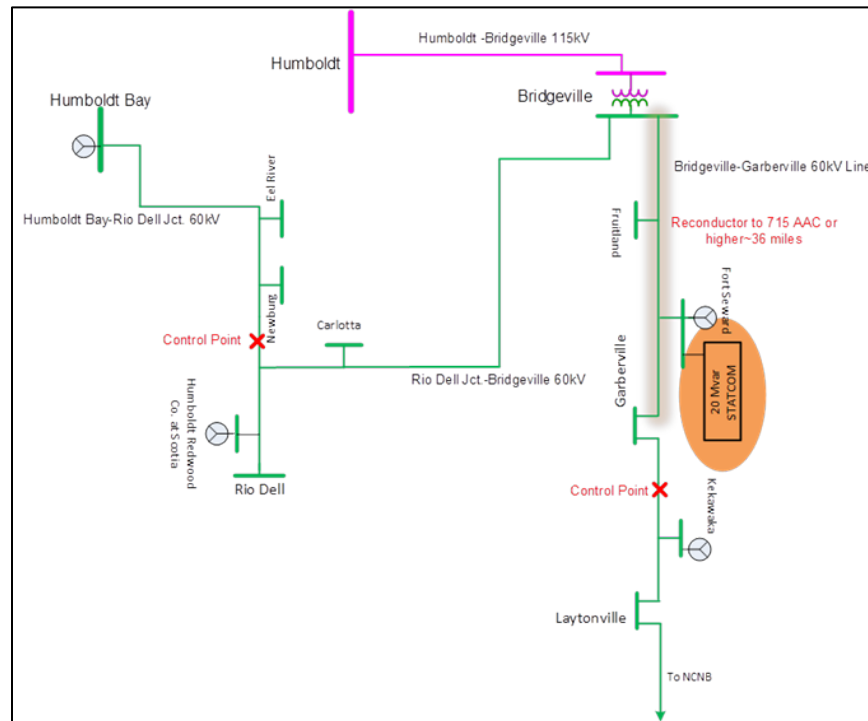 Humboldt -Bridgeville 115kV
Humboldt
Bridgeville
Humboldt Bay
Eel River
Bridgeville-Garberville 60kV Line
Humboldt Bay-Rio Dell Jct. 60kV
Fruitland
Reconductor to 715 AAC or
higher~36 miles
Newburg
Control Point
Carlotta
Fort Seward
Rio Dell Jct.-Bridgeville 60kV
Garberville
20 Mvar
STATCOM
Humboldt Redwood
Co. at Scotia
Rio Dell
Control Point
Kekawaka
Laytonville
To NCNB